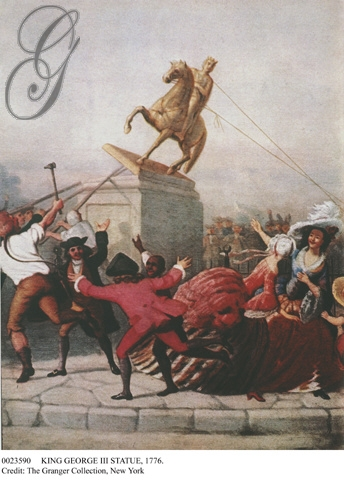 G
0023590 KING GEORGE III STATUE, 1776.
Credit: The Granger Collection, New York